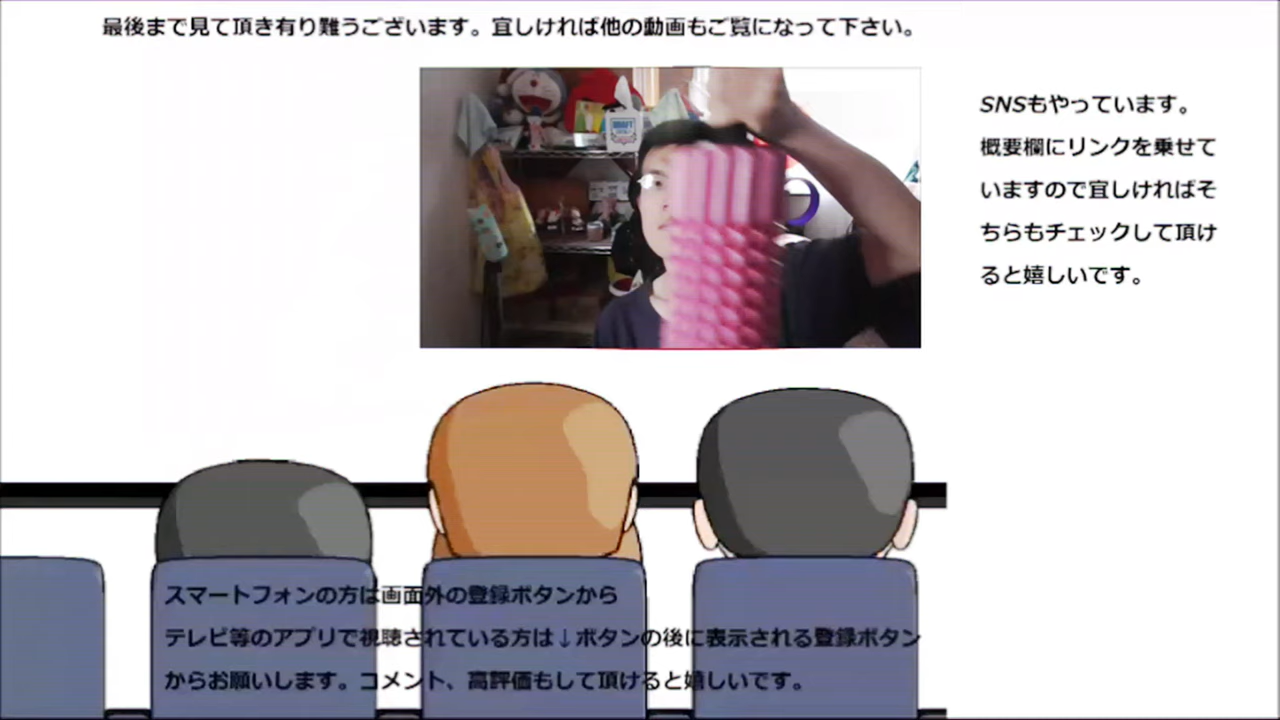 最後まで見て頂き有り難うございます。宜しければ他の動画もご覧になって下さい。
SNSもやっています。
概要欄にリンクを乗せて
いますので宜しければそ
ちらもチェックして頂け
ると嬉しいです。
スマートフォンの方は画面外の登録ボタンから
テレビ等のアプリで視聴されている方は↓ボタンの後に表示される登録ボタン
からお願いします。コメント、高評価もして頂けると嬉しいです。